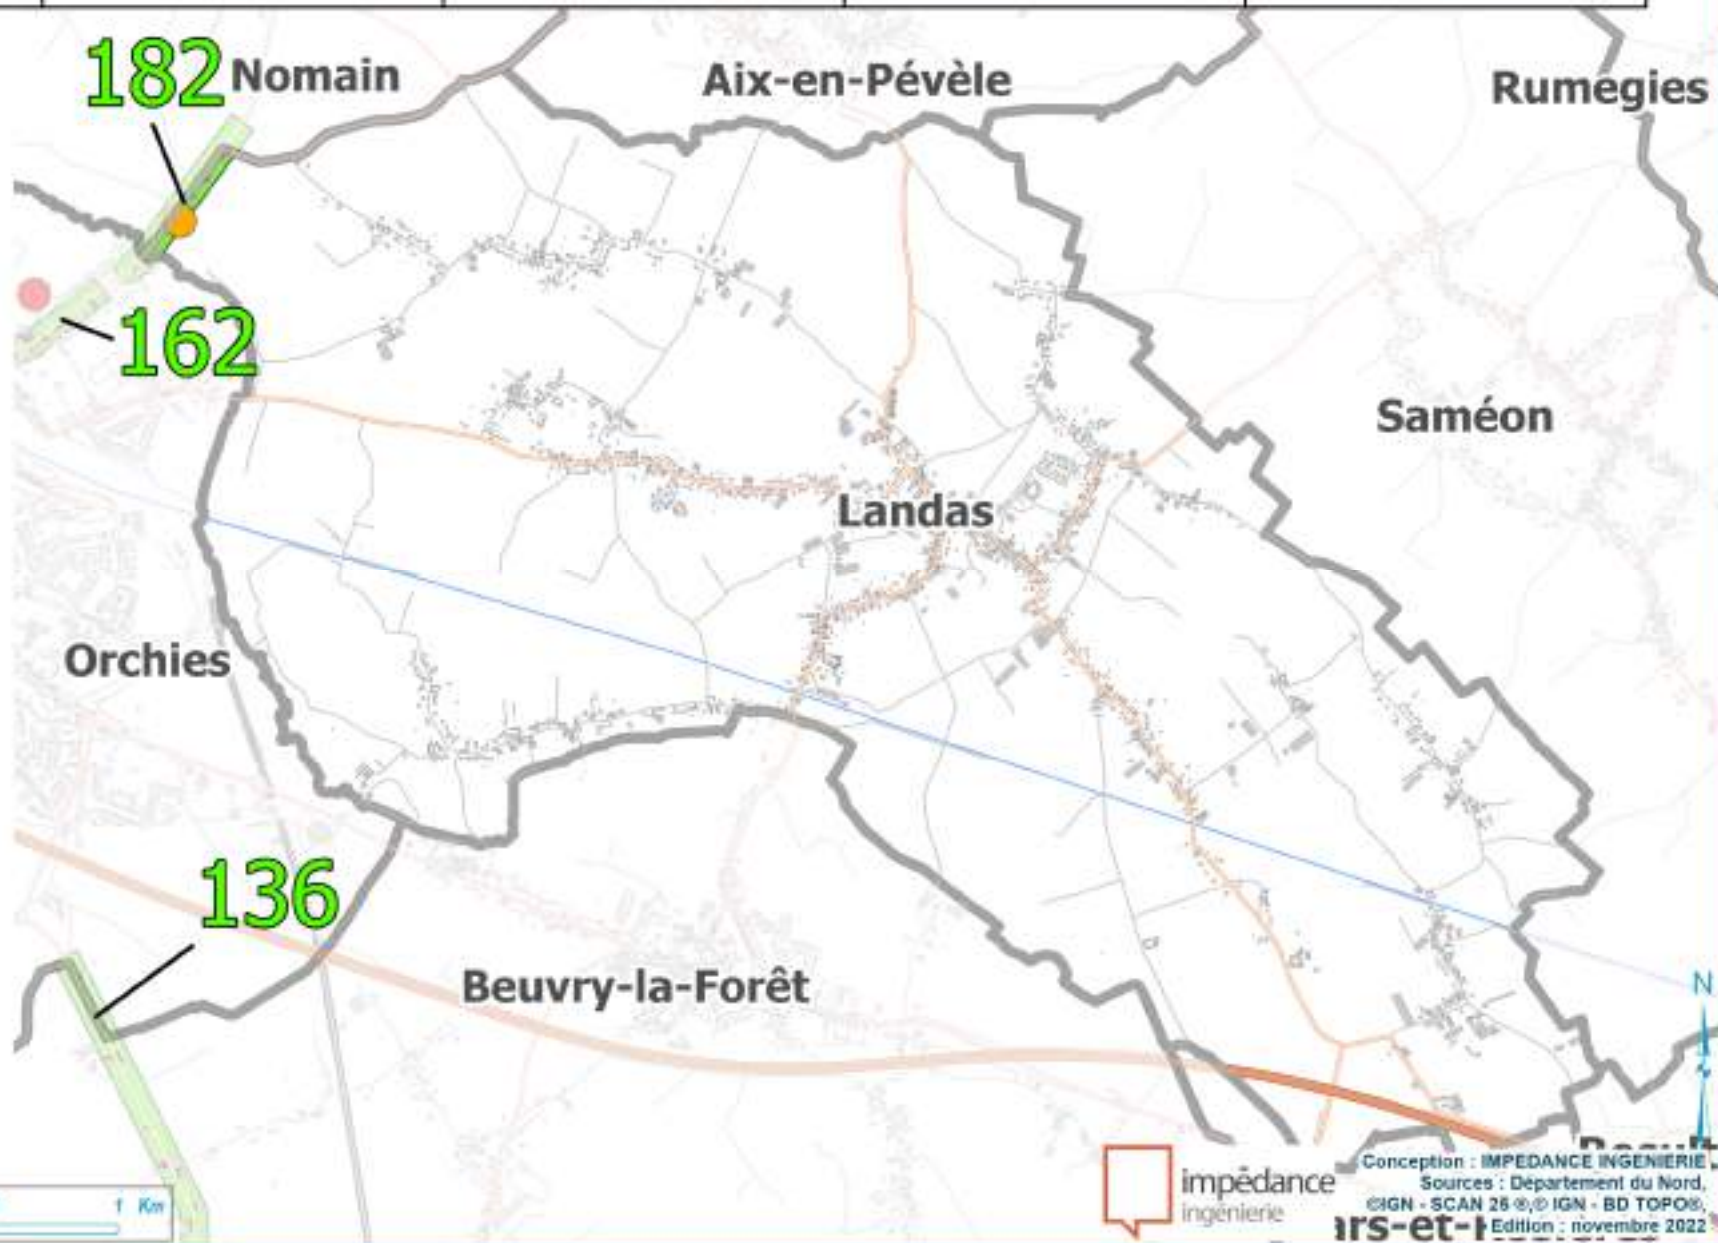 182
Nomain
Aix-en-Pévèle
Rumegies
162
Saméon
Landas
Orchies
136
Beuvry-la-Forêt
N
1 Km
impédance
ingénierie
Conception : IMPEDANCE INGENIERIE
Sources : Département du Nord,
©IGN - SCAN 25 ®,© IGN - BD TOPO®,
Edition : novembre 2022